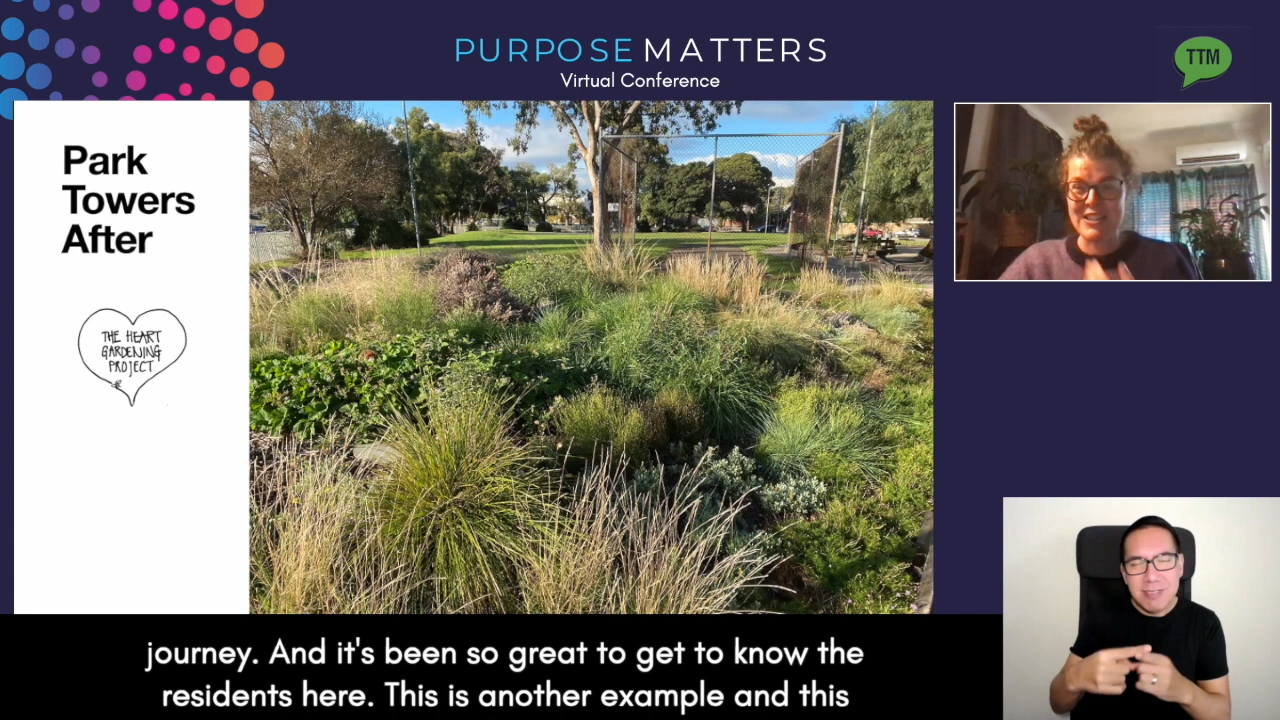 PURPOSE MATTERS
Virtual Conference
TTM
Park
Towers
After
THE HEART
GARDENING
PROJECT
journey. And it's been so great to get to know the
residents here. This is another example and this